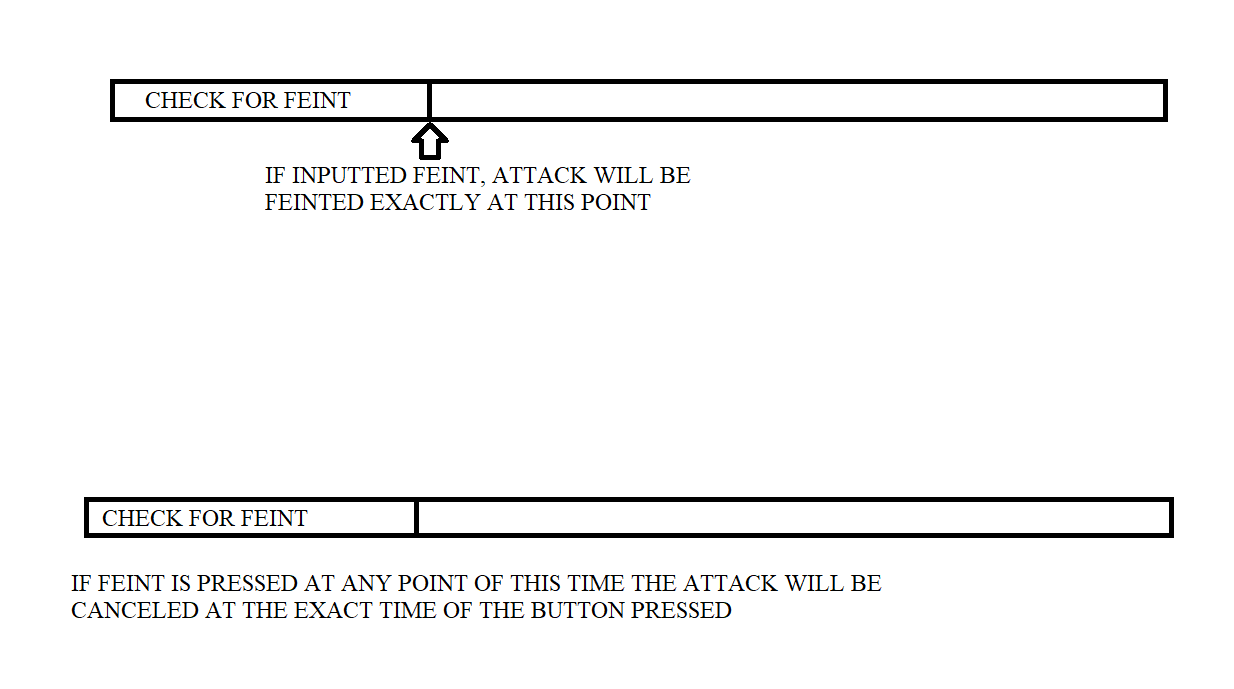 CHECK FOR FEINT
IF INPUTTED FEINT, ATTACK WILL BE
FEINTED EXACTLY AT THIS POINT
CHECK FOR FEINT
IF FEINT IS PRESSED AT ANY POINT OF THIS TIME THE ATTACK WILL BE
CANCELED AT THE EXACT TIME OF THE BUTTON PRESSED